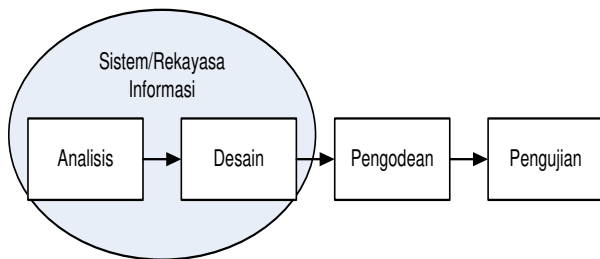 Sistem/Rekayasa
Informasi
Analisis
Desain
Pengodean
Pengujian